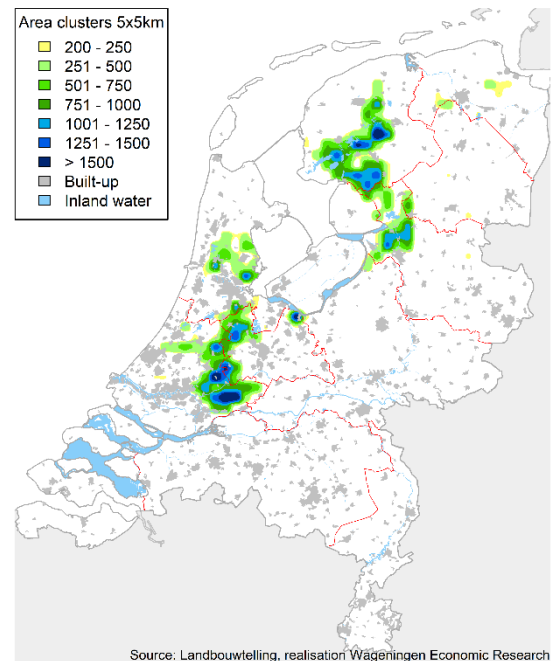 Area clusters 5x5km
200 - 250
251 - 500
501 - 750
751 - 1000
1001 - 1250
1251 - 1500
> 1500
Built-up
Inland water
Source: Landbouwtelling, realisation Wageningen Economic Research